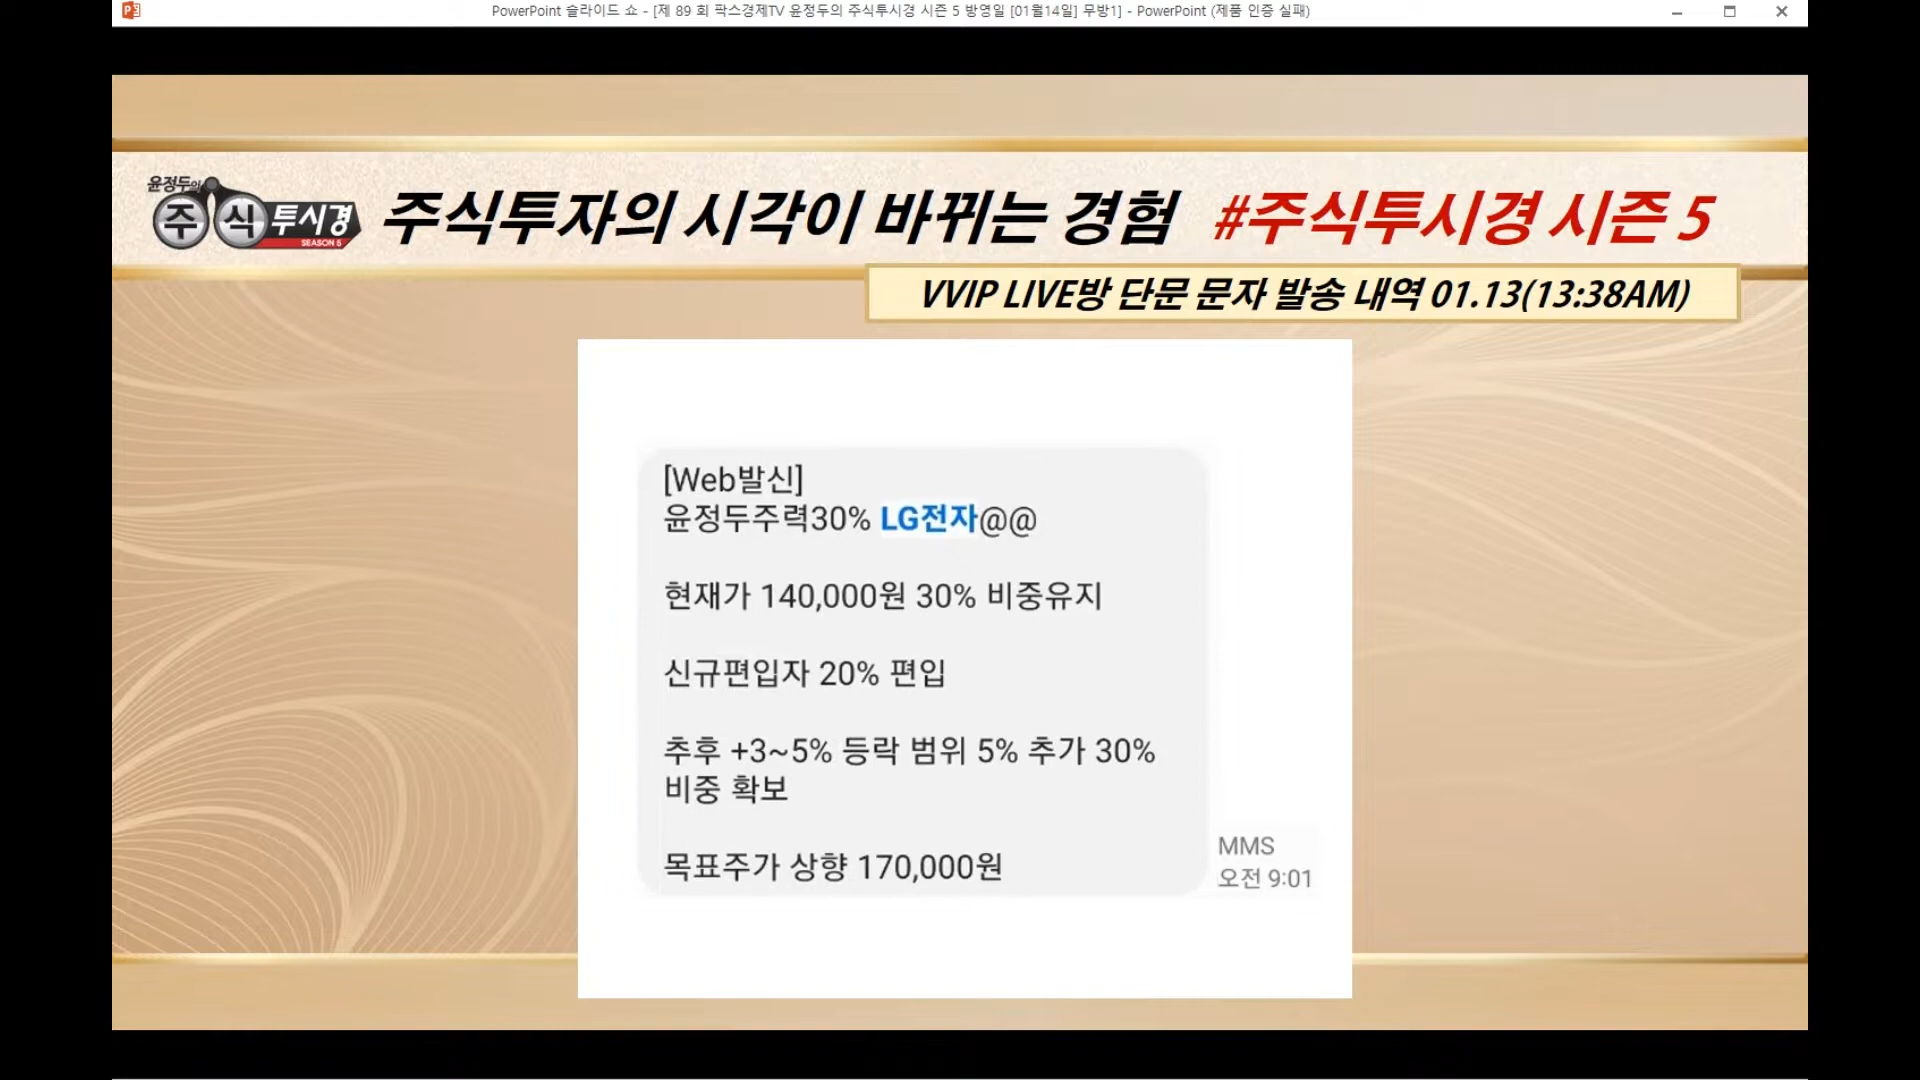 PowerPoint 슬라이드 쇼 - [제 89 회 팍스경제TV 윤정두의 주식투시경 시즌 5 방영일 [01월14일] 무방1] - PowerPoint (제품 인증 실패)
윤정두의
주식투시경
SEASON 5
주식투자의 시각이 바뀌는 경험 #주식투시경 시즌 5
VVIP LIVE방 단문 문자 발송 내역 01.13(13:38AM)
[Web발신]
윤정두주력30% LG전자@@
현재가 140,000원 30% 비중유지
신규편입자 20% 편입
추후 +3~5% 등락 범위 5% 추가 30%
비중 확보
목표주가 상향 170,000원
MMS
오전 9:01